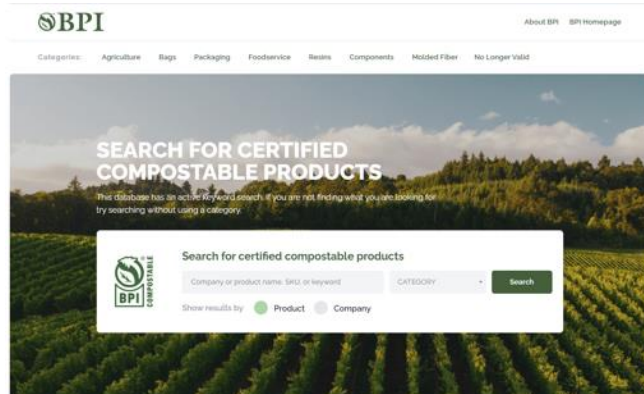 BPI
About BPI BPI Homepage
Categories: Agriculture Bags Packaging Foodservice Resins Components Molded Fiber No Longer Valid
SEARCH FOR CERTIFIED
COMPOSTABLE PRODUCTS
This database has an active keyword search. If you are not finding what you are looking for
try searching without using a category.
Search for certified compostable products
BPI COMPOSTABLE
Company or product name, SKU, or keyword CATEGORY Search
Show results by Product Company